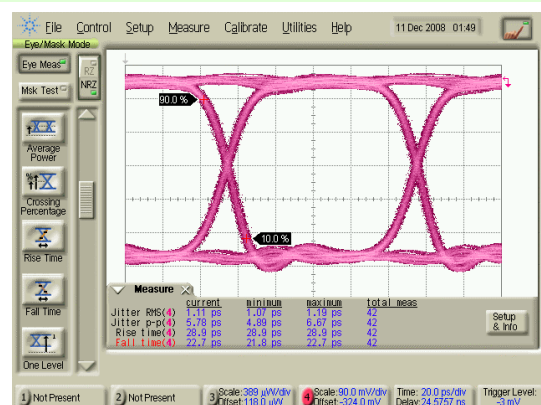 File Control Setup Measure Calibrate Utilities Help 11 Dec 2008 01:49
Eye/Mask Mode
Eye Meas
RZ
Msk Test
NRZ
90.0 %
Average
Power
Crossing
Percentage
10.0 %
Rise Time
Measure
current minimum maximum total meas
Jitter RMS(4) 1.11 ps 1.07 ps 1.19 ps 42
Jitter p-p(4) 5.78 ps 4.89 ps 6.67 ps 42
Rise time(4) 28.9 ps 28.9 ps 28.9 ps 42
Fall time(4) 22.7 ps 21.8 ps 22.7 ps 42
Setup
& Info
Fall Time
One Level
1 Not Present 2 Not Present 3 Scale:389 µW/div 4 Scale:90.0 mV/div Time: 20.0 ps/div Trigger Level:
Offset:118.0 µW Offset:-324.0 mV Delay:24.5757 ns -3 mV